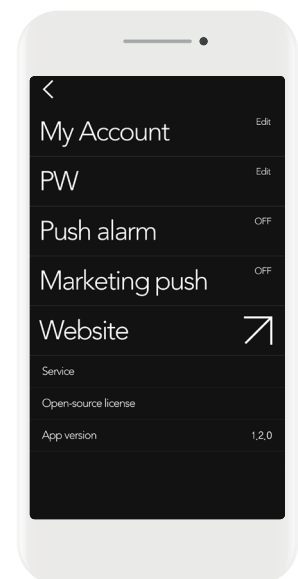 My Account
Edit
PW
Edit
Push alarm
OFF
Marketing push
OFF
Website
Service
Open-source license
App version
1.2.0